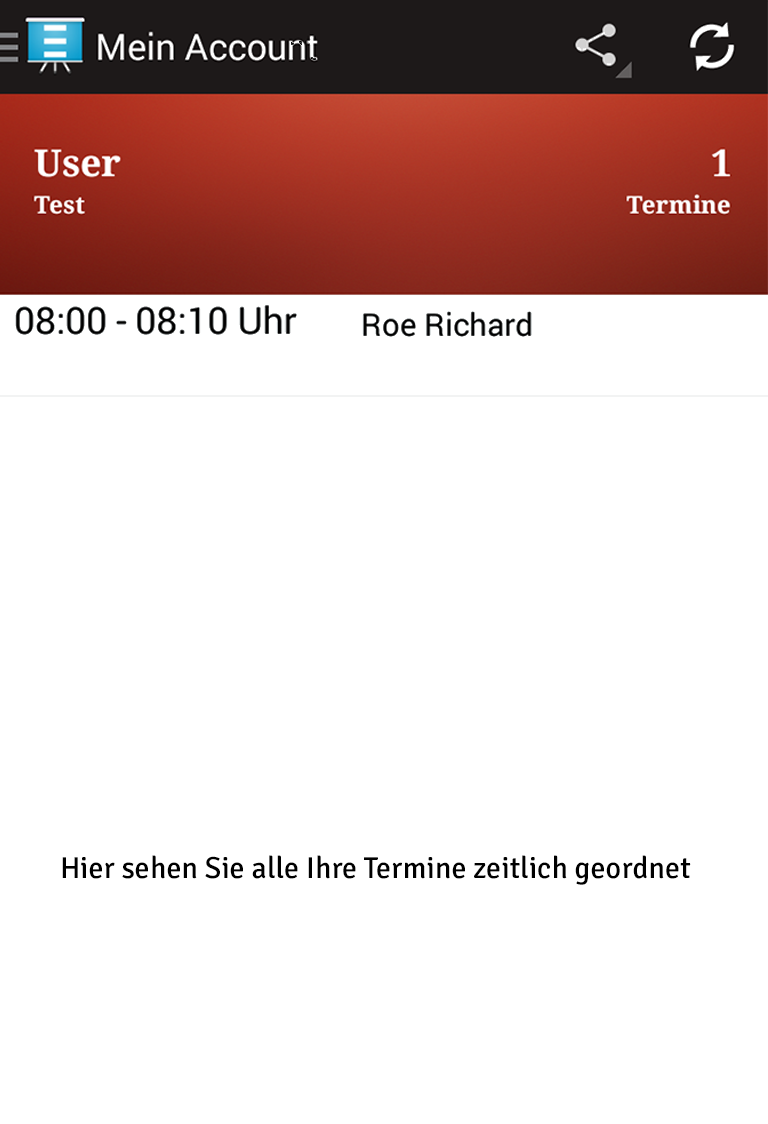 Mein Account
User
1
Test
Termine
08:00 - 08:10 Uhr
Roe Richard
Hier sehen Sie alle Ihre Termine zeitlich geordnet